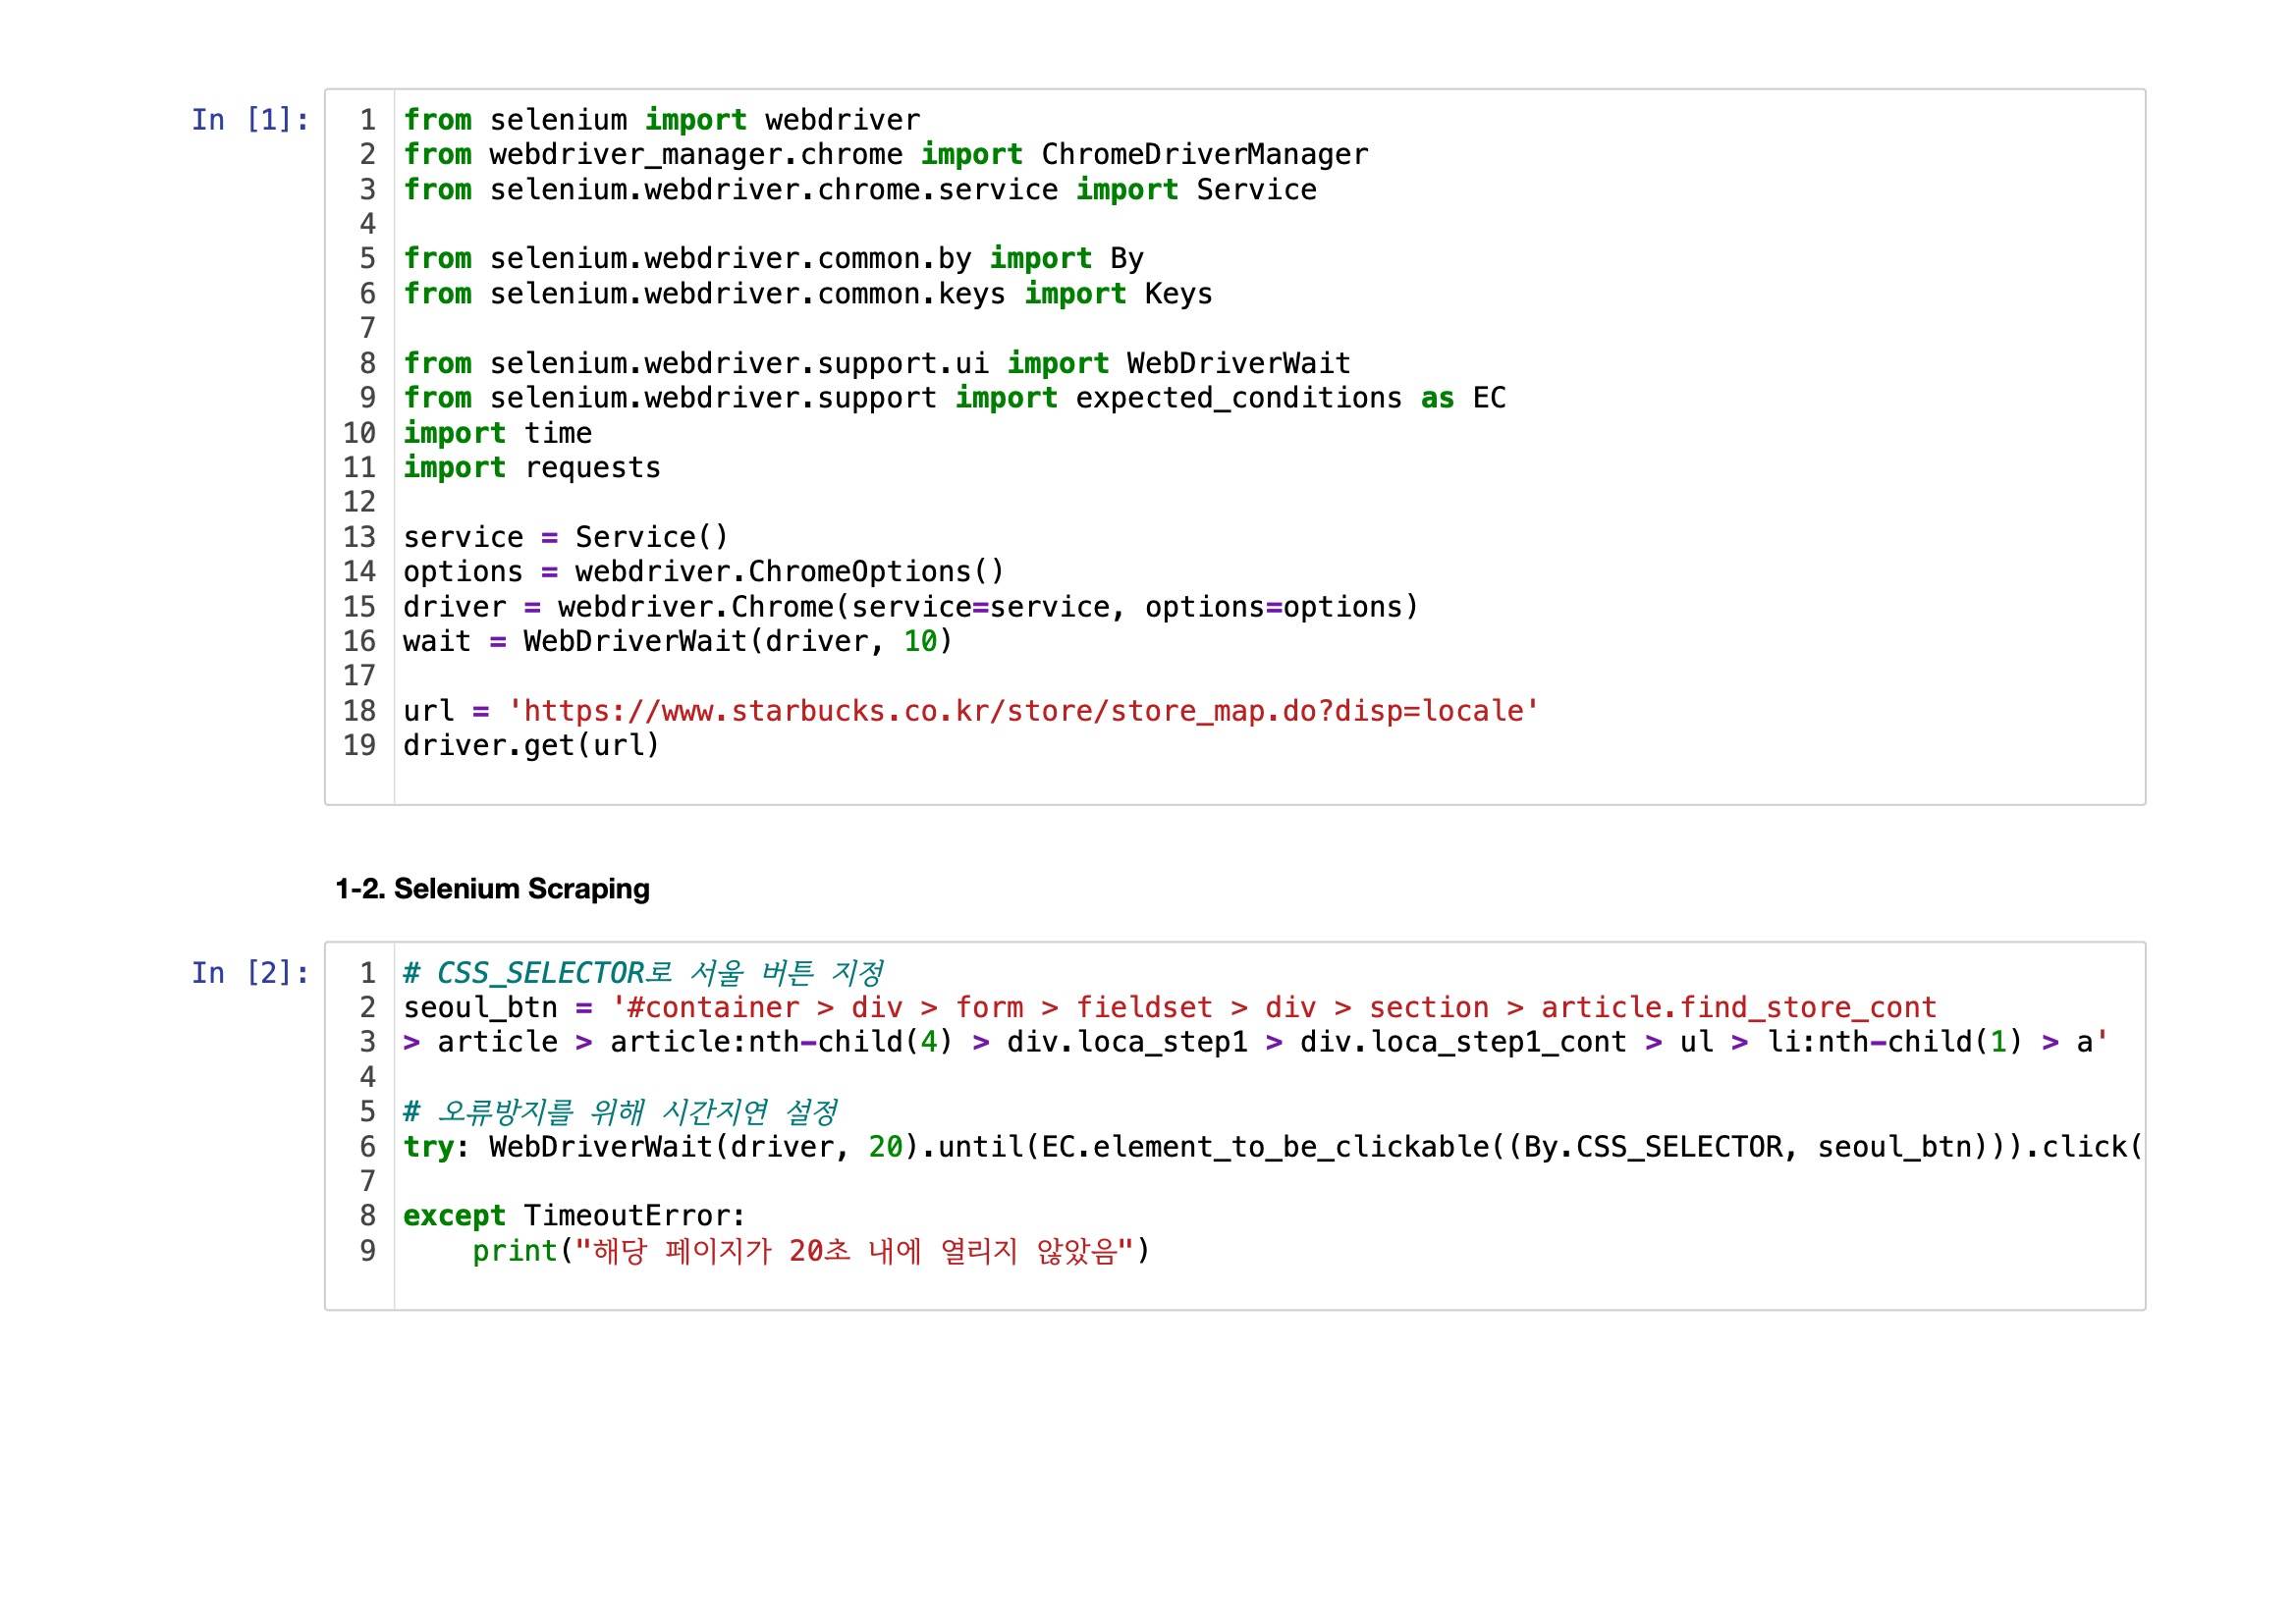 In [1]:
1 from selenium import webdriver
2 from webdriver_manager.chrome import ChromeDriverManager
3 from selenium.webdriver.chrome.service import Service
4
5 from selenium.webdriver.common.by import By
6 from selenium.webdriver.common.keys import Keys
7
8 from selenium.webdriver.support.ui import WebDriverWait
9 from selenium.webdriver.support import expected_conditions as EC
10 import time
11 import requests
12
13 service = Service()
14 options = webdriver.ChromeOptions()
15 driver = webdriver.Chrome(service=service, options=options)
16 wait = WebDriverWait(driver, 10)
17
18 url = 'https://www.starbucks.co.kr/store/store_map.do?disp=locale'
19 driver.get(url)
1-2. Selenium Scraping
In [2]:
1 # CSS_SELECTOR로 서울 버튼 지정
2 seoul_btn = '#container > div > form > fieldset > div > section > article.find_store_cont
3 > article > article:nth-child(4) > div.loca_step1 > div.loca_step1_cont > ul > li:nth-child(1) > a'
4
5 # 오류방지를 위해 시간지연 설정
6 try: WebDriverWait(driver, 20).until(EC.element_to_be_clickable((By.CSS_SELECTOR, seoul_btn))).click(
7
8 except TimeoutError:
9     print("해당 페이지가 20초 내에 열리지 않았음")